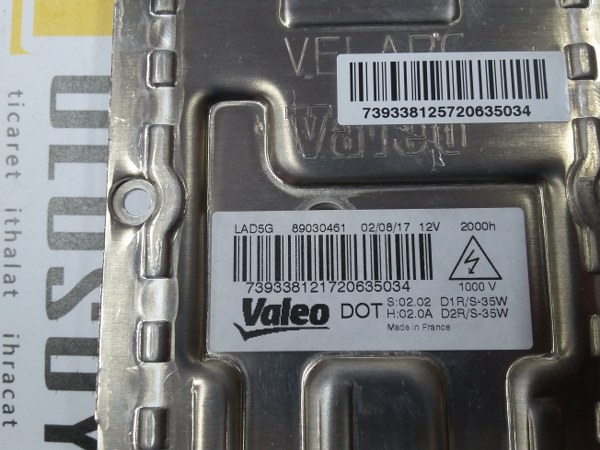 VELARC
739338125720635034
Valeo
LAD5G 89030461 02/08/17 12V 2000h
739338121720635034
1000 V
Valeo DOT S:02.02 D1R/S-35W
H:02.0A D2R/S-35W
Made in France
ULUSOY
ticaret ithalat ihracat